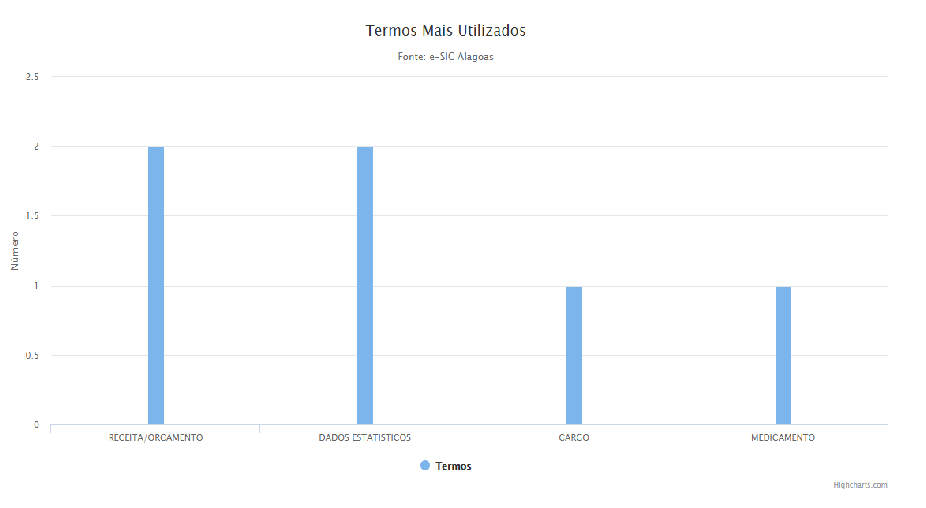 Termos Mais Utilizados
Fonte: e-SIC Alagoas
2.5
2
1.5
1
0.5
0
Número
RECEITA/ORCAMENTO
DADOS ESTATISTICOS
CARGO
MEDICAMENTO
Termos
Highcharts.com